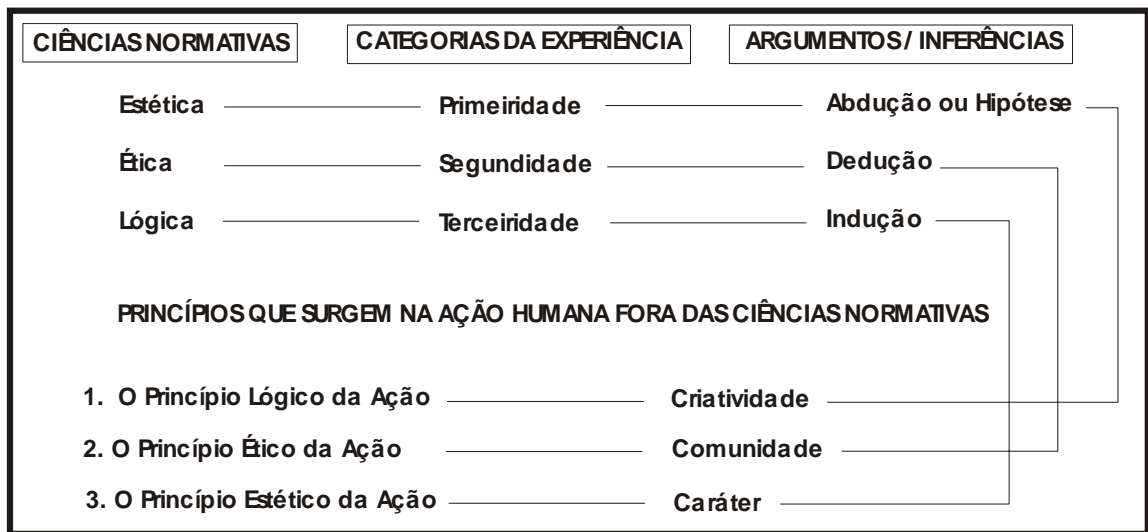 CIÊNCIAS NORMATIVAS CATEGORIAS DA EXPERIÊNCIA ARGUMENTOS / INFERÊNCIAS
Estética Primeiridade Abdução ou Hipótese
Ética Segundidade Dedução
Lógica Terceiridade Indução
PRINCÍPIOS QUE SURGEM NA AÇÃO HUMANA FORA DAS CIÊNCIAS NORMATIVAS
1. O Princípio Lógico da Ação Criatividade
2. O Princípio Ético da Ação Comunidade
3. O Princípio Estético da Ação Caráter